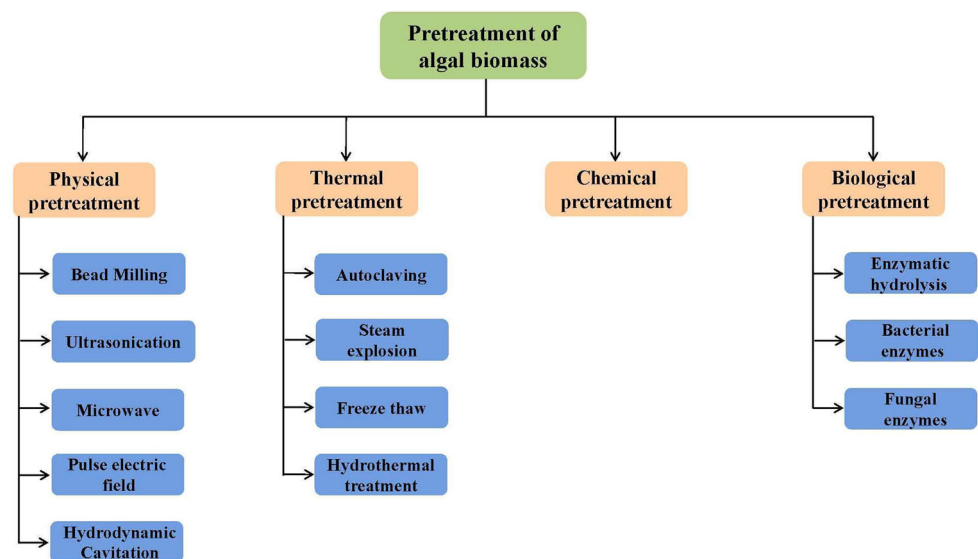 Pretreatment of
algal biomass
Physical
pretreatment
Thermal
pretreatment
Chemical
pretreatment
Biological
pretreatment
Bead Milling
Ultrasonication
Microwave
Pulse electric
field
Hydrodynamic
Cavitation
Autoclaving
Steam
explosion
Freeze thaw
Hydrothermal
treatment
Enzymatic
hydrolysis
Bacterial
enzymes
Fungal
enzymes